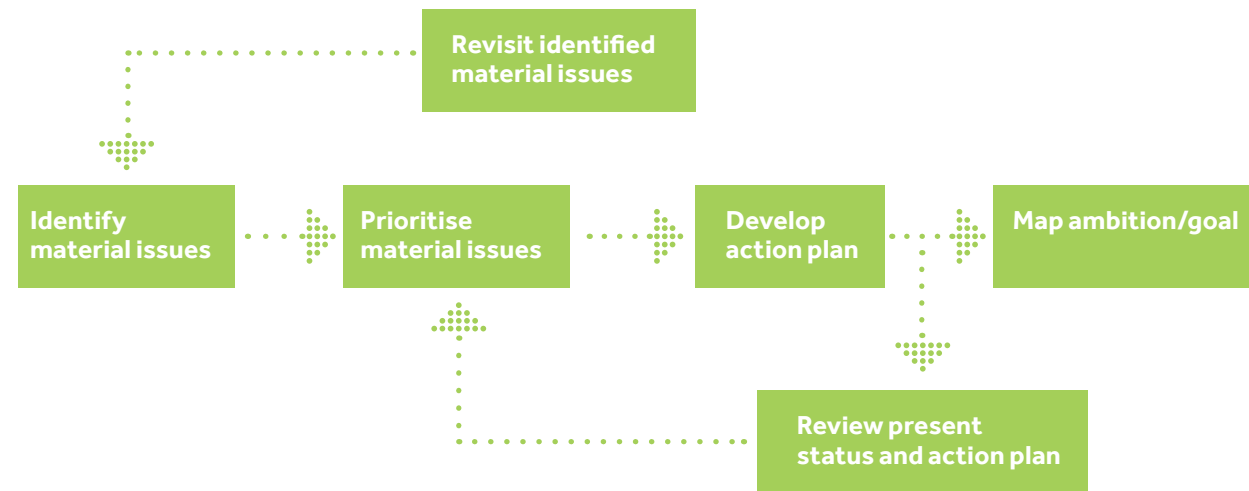 Revisit identified
material issues
Identify
material issues
Prioritise
material issues
Develop
action plan
Map ambition/goal
Review present
status and action plan